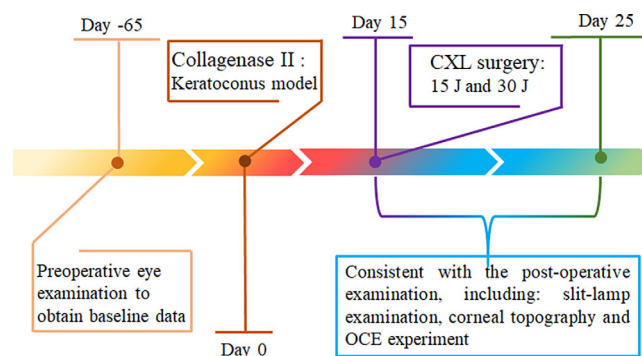 Day -65
Day 15
Day 25
Collagenase II :
Keratoconus model
CXL surgery:
15 J and 30 J
Preoperative eye
examination to
obtain baseline data
Day 0
Consistent with the post-operative
examination, including: slit-lamp
examination, corneal topography and
OCE experiment